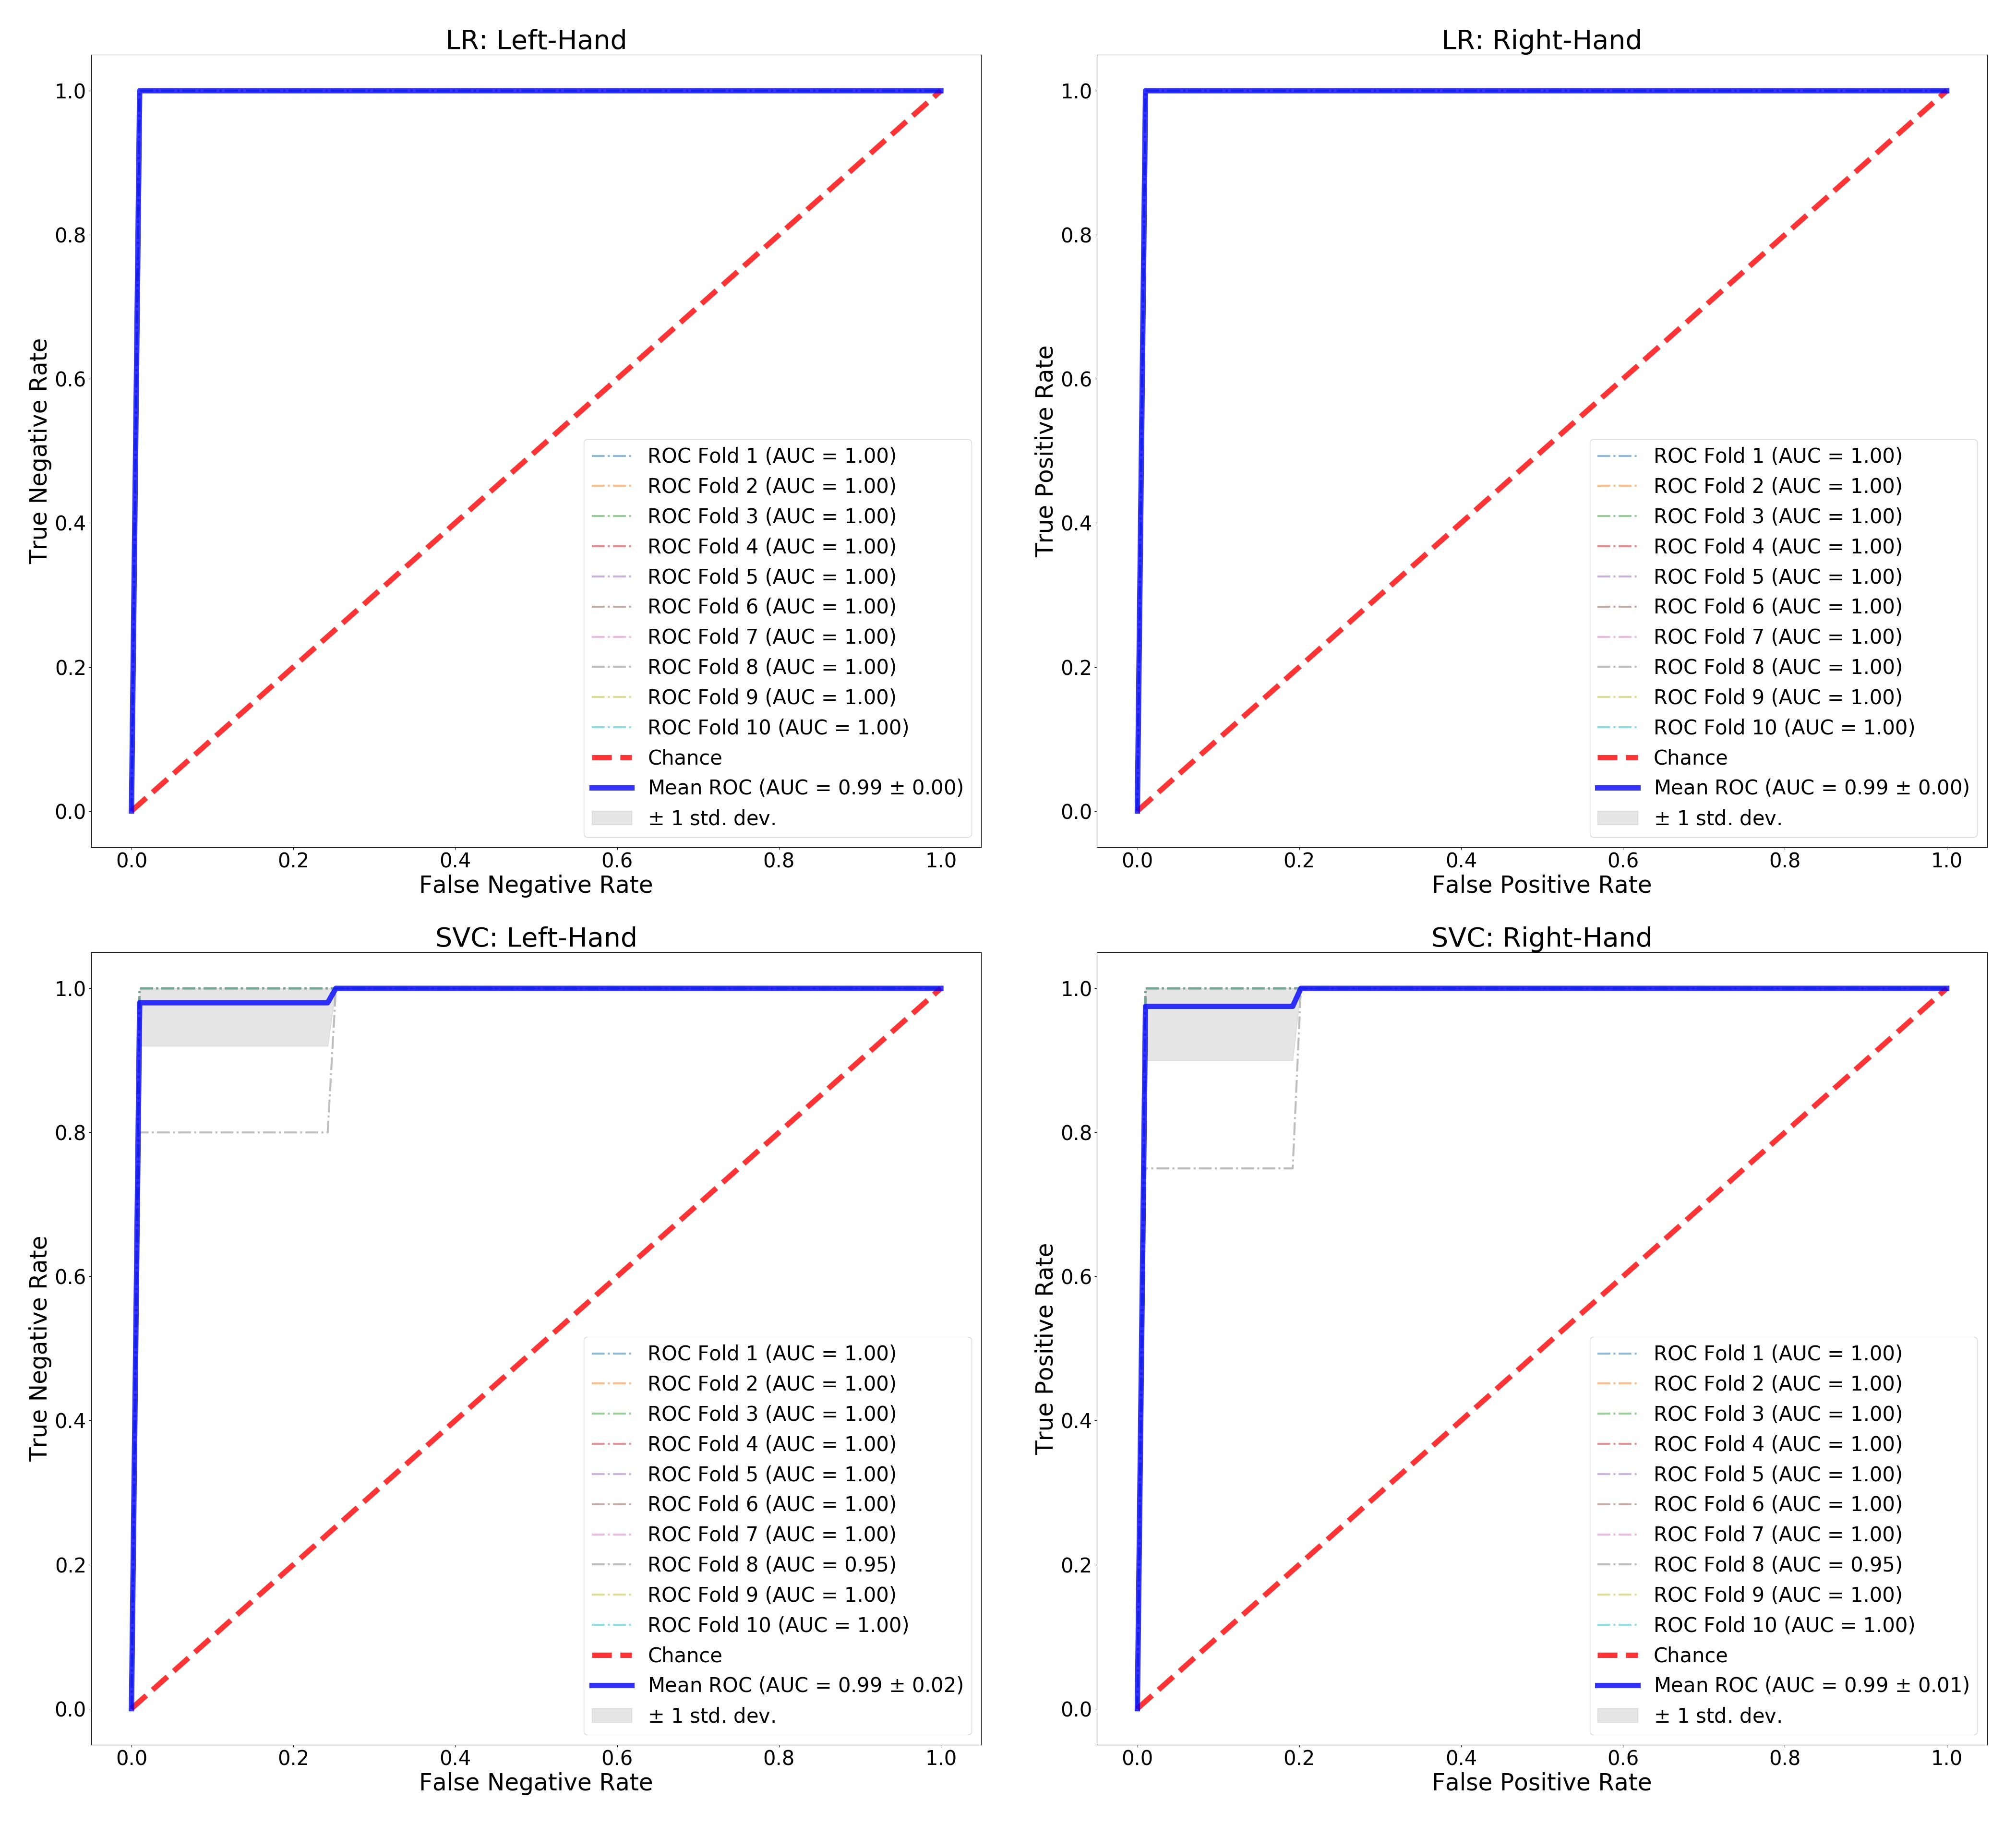 LR: Left-Hand
1.0
0.8
0.6
0.4
0.2
0.0
True Negative Rate
ROC Fold 1 (AUC = 1.00)
ROC Fold 2 (AUC = 1.00)
ROC Fold 3 (AUC = 1.00)
ROC Fold 4 (AUC = 1.00)
ROC Fold 5 (AUC = 1.00)
ROC Fold 6 (AUC = 1.00)
ROC Fold 7 (AUC = 1.00)
ROC Fold 8 (AUC = 1.00)
ROC Fold 9 (AUC = 1.00)
ROC Fold 10 (AUC = 1.00)
Chance
Mean ROC (AUC = 0.99 ± 0.00)
± 1 std. dev.
0.0 0.2 0.4 0.6 0.8 1.0
False Negative Rate
LR: Right-Hand
1.0
0.8
0.6
0.4
0.2
0.0
True Positive Rate
ROC Fold 1 (AUC = 1.00)
ROC Fold 2 (AUC = 1.00)
ROC Fold 3 (AUC = 1.00)
ROC Fold 4 (AUC = 1.00)
ROC Fold 5 (AUC = 1.00)
ROC Fold 6 (AUC = 1.00)
ROC Fold 7 (AUC = 1.00)
ROC Fold 8 (AUC = 1.00)
ROC Fold 9 (AUC = 1.00)
ROC Fold 10 (AUC = 1.00)
Chance
Mean ROC (AUC = 0.99 ± 0.00)
± 1 std. dev.
0.0 0.2 0.4 0.6 0.8 1.0
False Positive Rate
SVC: Left-Hand
1.0
0.8
0.6
0.4
0.2
0.0
True Negative Rate
ROC Fold 1 (AUC = 1.00)
ROC Fold 2 (AUC = 1.00)
ROC Fold 3 (AUC = 1.00)
ROC Fold 4 (AUC = 1.00)
ROC Fold 5 (AUC = 1.00)
ROC Fold 6 (AUC = 1.00)
ROC Fold 7 (AUC = 1.00)
ROC Fold 8 (AUC = 0.95)
ROC Fold 9 (AUC = 1.00)
ROC Fold 10 (AUC = 1.00)
Chance
Mean ROC (AUC = 0.99 ± 0.02)
± 1 std. dev.
0.0 0.2 0.4 0.6 0.8 1.0
False Negative Rate
SVC: Right-Hand
1.0
0.8
0.6
0.4
0.2
0.0
True Positive Rate
ROC Fold 1 (AUC = 1.00)
ROC Fold 2 (AUC = 1.00)
ROC Fold 3 (AUC = 1.00)
ROC Fold 4 (AUC = 1.00)
ROC Fold 5 (AUC = 1.00)
ROC Fold 6 (AUC = 1.00)
ROC Fold 7 (AUC = 1.00)
ROC Fold 8 (AUC = 0.95)
ROC Fold 9 (AUC = 1.00)
ROC Fold 10 (AUC = 1.00)
Chance
Mean ROC (AUC = 0.99 ± 0.01)
± 1 std. dev.
0.0 0.2 0.4 0.6 0.8 1.0
False Positive Rate